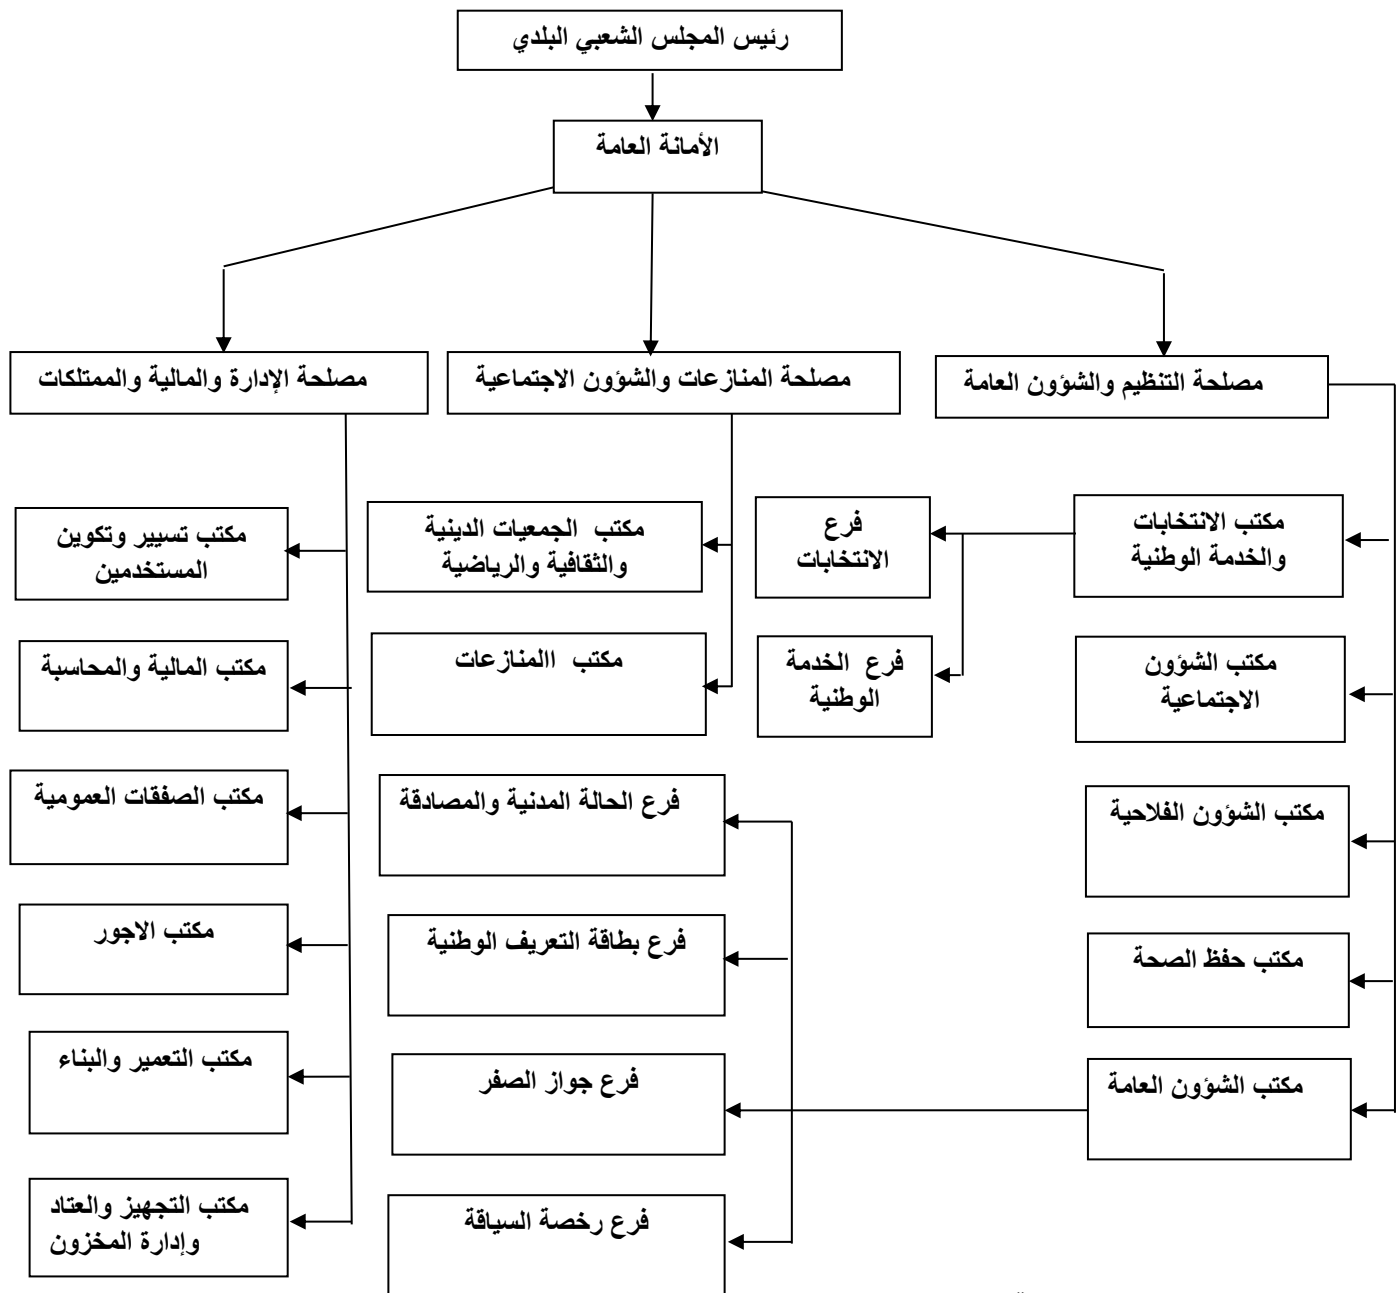 رئيس المجلس الشعبي البلدي
الأمانة العامة
مصلحة التنظيم والشؤون العامة
مصلحة المنازعات والشؤون الاجتماعية
مصلحة الإدارة والمالية والممتلكات
مكتب الانتخابات
والخدمة الوطنية
فرع
الانتخابات
مكتب الجمعيات الدينية
والثقافية والرياضية
مكتب تسيير وتكوين
المستخدمين
مكتب الشؤون
الاجتماعية
فرع الخدمة
الوطنية
مكتب االمنازعات
مكتب المالية والمحاسبة
مكتب الشؤون الفلاحية
فرع الحالة المدنية والمصادقة
مكتب الصفقات العمومية
مكتب حفظ الصحة
فرع بطاقة التعريف الوطنية
مكتب الاجور
مكتب الشؤون العامة
فرع جواز الصفر
مكتب التعمير والبناء
فرع رخصة السياقة
مكتب التجهيز والعتاد
وإدارة المخزون